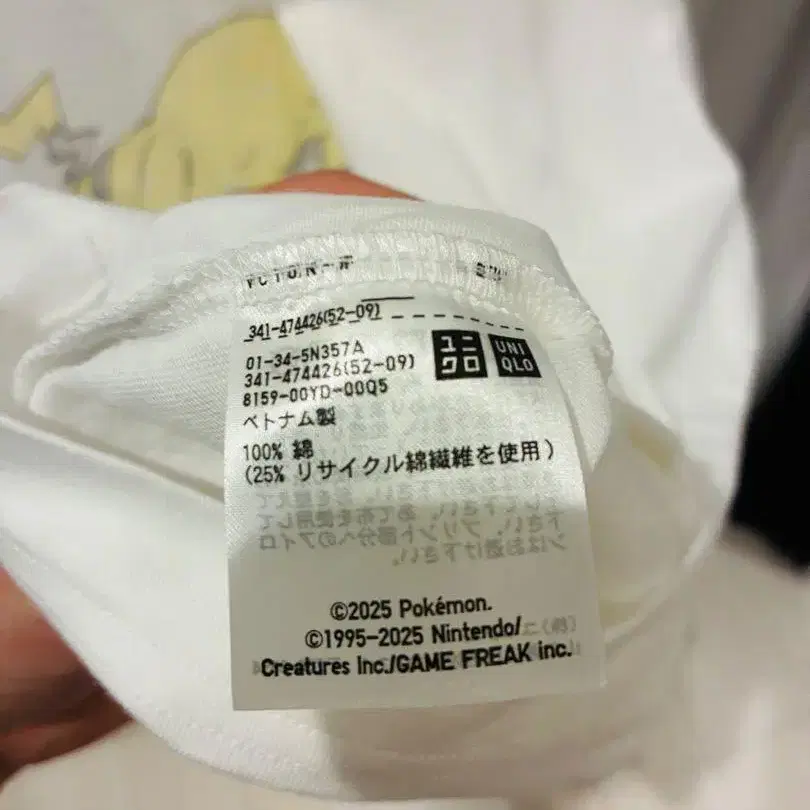 341-474426(52-09)
01-34-5N357A
341-474426(52-09)
8159-00YD-00Q5
ユニクロ
UNIQLO
ベトナム製
100% 綿
(25% リサイクル綿繊維を使用)
©2025 Pokémon.
©1995-2025 Nintendo/
Creatures Inc./GAME FREAK inc.